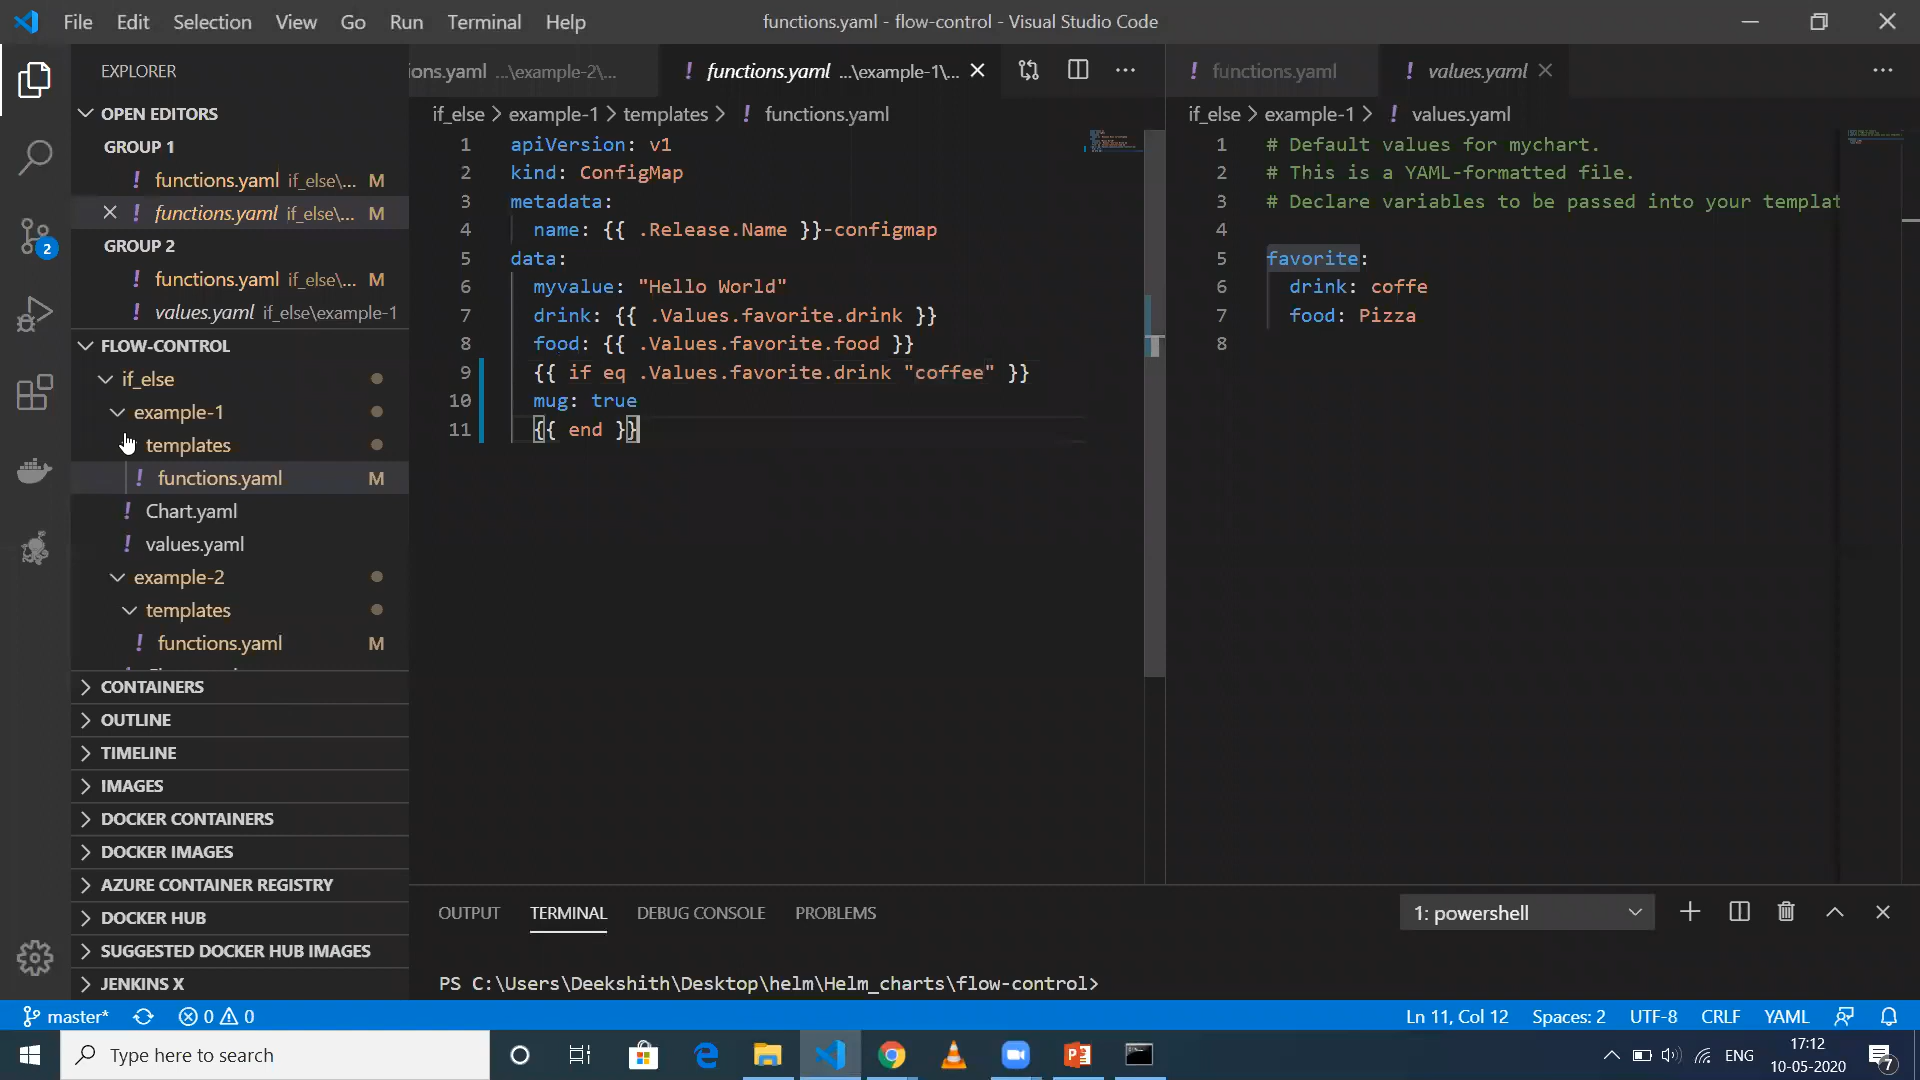 File Edit Selection View Go Run Terminal Help
functions.yaml - flow-control - Visual Studio Code
EXPLORER
OPEN EDITORS
GROUP 1
functions.yaml if_else\... M
functions.yaml if_else\... M
GROUP 2
functions.yaml if_else\... M
values.yaml if_else\example-1
FLOW-CONTROL
if_else
example-1
templates
functions.yaml M
Chart.yaml
values.yaml
example-2
templates
functions.yaml M
CONTAINERS
OUTLINE
TIMELINE
IMAGES
DOCKER CONTAINERS
DOCKER IMAGES
AZURE CONTAINER REGISTRY
DOCKER HUB
SUGGESTED DOCKER HUB IMAGES
JENKINS X
2
ions.yaml ...\example-2\...
! functions.yaml ...\example-1\...
if_else > example-1 > templates > ! functions.yaml
1 apiVersion: v1
2 kind: ConfigMap
3 metadata:
4 name: {{ .Release.Name }}-configmap
5 data:
6 myvalue: "Hello World"
7 drink: {{ .Values.favorite.drink }}
8 food: {{ .Values.favorite.food }}
9 {{ if eq .Values.favorite.drink "coffee" }}
10 mug: true
11 {{ end }}
! functions.yaml
! values.yaml
if_else > example-1 > ! values.yaml
1 # Default values for mychart.
2 # This is a YAML-formatted file.
3 # Declare variables to be passed into your templat
4
5 favorite:
6 drink: coffe
7 food: Pizza
8
OUTPUT TERMINAL DEBUG CONSOLE PROBLEMS
1: powershell
PS C:\Users\Deekshith\Desktop\helm\Helm_charts\flow-control>
master* 0 0
Ln 11, Col 12 Spaces: 2 UTF-8 CRLF YAML
Type here to search
ENG
17:12
10-05-2020
7